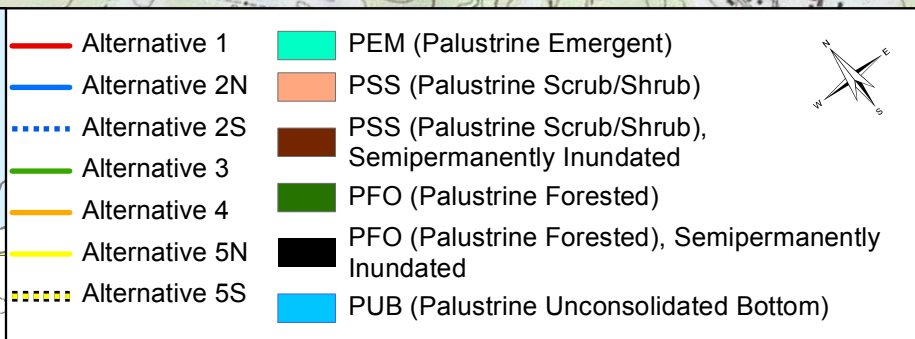 Alternative 1
Alternative 2N
Alternative 2S
Alternative 3
Alternative 4
Alternative 5N
Alternative 5S
PEM (Palustrine Emergent)
PSS (Palustrine Scrub/Shrub)
PSS (Palustrine Scrub/Shrub),
Semipermanently Inundated
PFO (Palustrine Forested)
PFO (Palustrine Forested), Semipermanently
Inundated
PUB (Palustrine Unconsolidated Bottom)
N
E
W
S